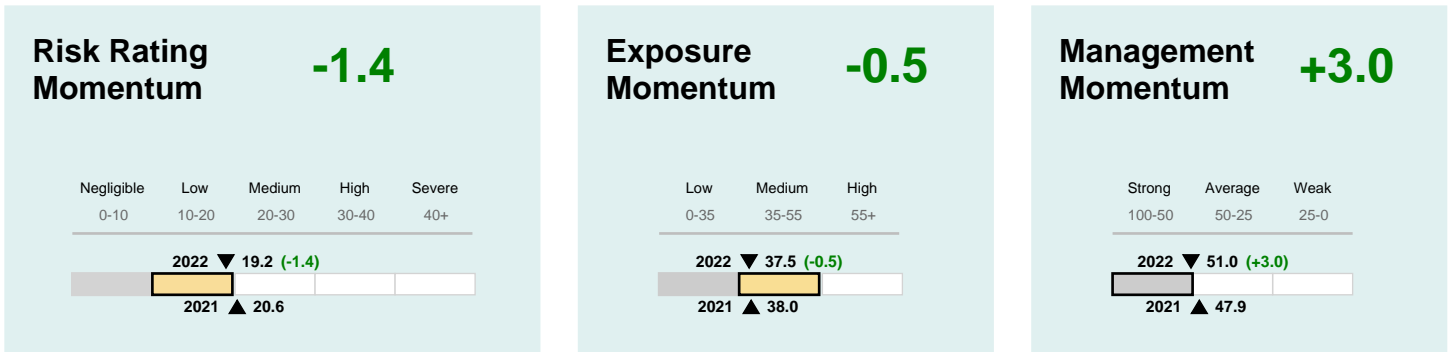 Risk Rating
Momentum
-1.4
Negligible Low Medium High Severe
0-10 10-20 20-30 30-40 40+
2022 ▼ 19.2 (-1.4)
2021 ▲ 20.6
Exposure
Momentum
-0.5
Low Medium High
0-35 35-55 55+
2022 ▼ 37.5 (-0.5)
2021 ▲ 38.0
Management
Momentum
+3.0
Strong Average Weak
100-50 50-25 25-0
2022 ▼ 51.0 (+3.0)
2021 ▲ 47.9